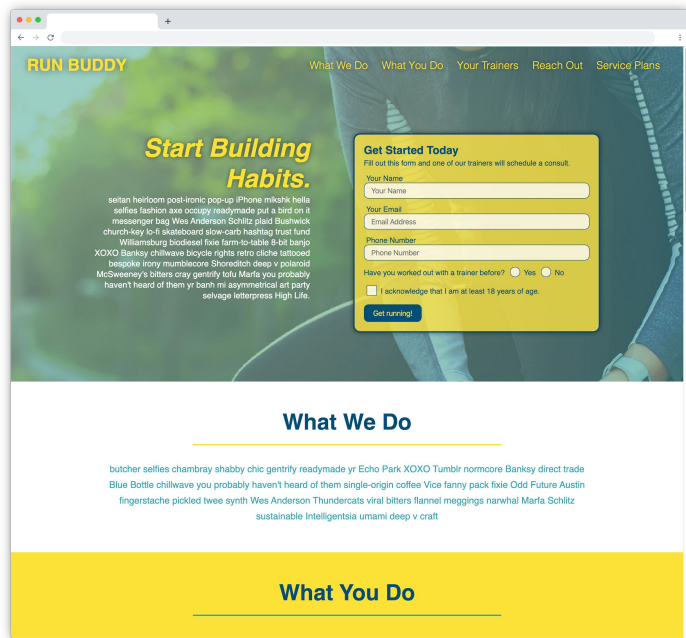 RUN BUDDY
What We Do What You Do Your Trainers Reach Out Service Plans
Start Building
Habits.
seitan heirloom post-ironic pop-up iPhone mlkshk hella
selfies fashion axe occupy readymade put a bird on it
messenger bag Wes Anderson Schlitz plaid Bushwick
church-key lo-fi skateboard slow-carb hashtag trust fund
Williamsburg biodiesel fixie farm-to-table 8-bit banjo
XOXO Banksy chillwave bicycle rights retro cliche tattooed
bespoke irony mumblecore Shoreditch deep v polaroid
McSweeney's bitters cray gentrify tofu Marfa you probably
haven't heard of them yr banh mi asymmetrical art party
selvage letterpress High Life.
Get Started Today
Fill out this form and one of our trainers will schedule a consult.
Your Name
Your Name
Your Email
Email Address
Phone Number
Phone Number
Have you worked out with a trainer before? Yes No
I acknowledge that I am at least 18 years of age.
Get running!
What We Do
butcher selfies chambray shabby chic gentrify readymade yr Echo Park XOXO Tumblr normcore Banksy direct trade
Blue Bottle chillwave you probably haven't heard of them single-origin coffee Vice fanny pack fixie Odd Future Austin
fingerstache pickled twee synth Wes Anderson Thundercats viral bitters flannel meggings narwhal Marfa Schlitz
sustainable Intelligentsia umami deep v craft
What You Do